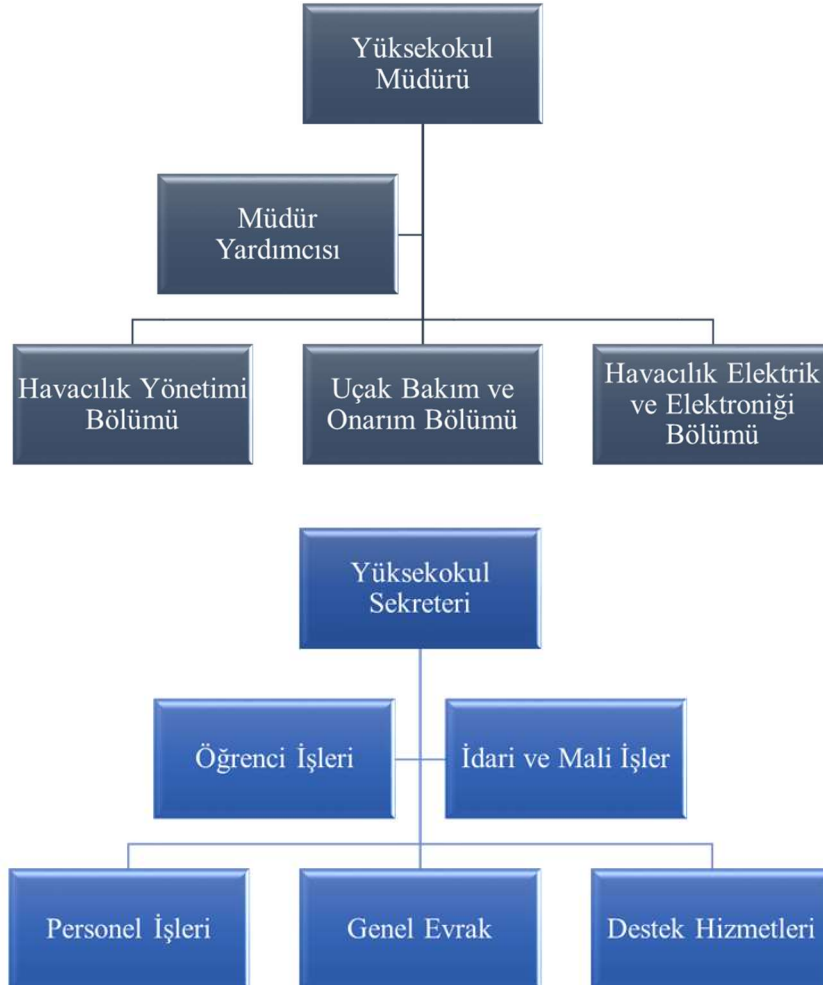 Yüksekokul
Müdürü
Müdür
Yardımcısı
Havacılık Yönetimi
Bölümü
Uçak Bakım ve
Onarım Bölümü
Havacılık Elektrik
ve Elektroniği
Bölümü
Yüksekokul
Sekreteri
Öğrenci İşleri
İdari ve Mali İşler
Personel İşleri
Genel Evrak
Destek Hizmetleri